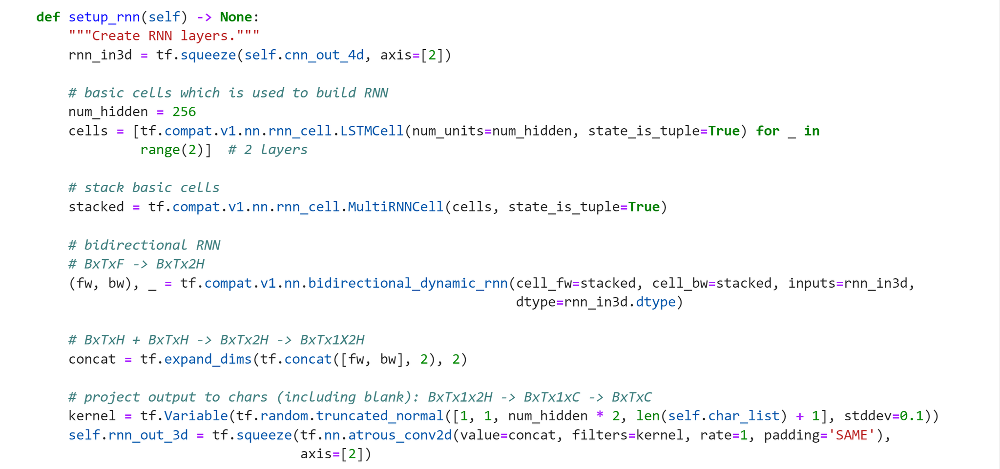 def setup_rnn(self) -> None:
"""Create RNN layers."""
rnn_in3d = tf.squeeze(self.cnn_out_4d, axis=[2])
# basic cells which is used to build RNN
num_hidden = 256
cells = [tf.compat.v1.nn.rnn_cell.LSTMCell(num_units=num_hidden, state_is_tuple=True) for _ in
range(2)]  # 2 layers
# stack basic cells
stacked = tf.compat.v1.nn.rnn_cell.MultiRNNCell(cells, state_is_tuple=True)
# bidirectional RNN
# BxTxF -> BxTx2H
(fw, bw), _ = tf.compat.v1.nn.bidirectional_dynamic_rnn(cell_fw=stacked, cell_bw=stacked, inputs=rnn_in3d,
dtype=rnn_in3d.dtype)
# BxTxH + BxTxH -> BxTx2H -> BxTx1X2H
concat = tf.expand_dims(tf.concat([fw, bw], 2), 2)
# project output to chars (including blank): BxTx1x2H -> BxTx1xC -> BxTxC
kernel = tf.Variable(tf.random.truncated_normal([1, 1, num_hidden * 2, len(self.char_list) + 1], stddev=0.1))
self.rnn_out_3d = tf.squeeze(tf.nn.atrous_conv2d(value=concat, filters=kernel, rate=1, padding='SAME'),
axis=[2])